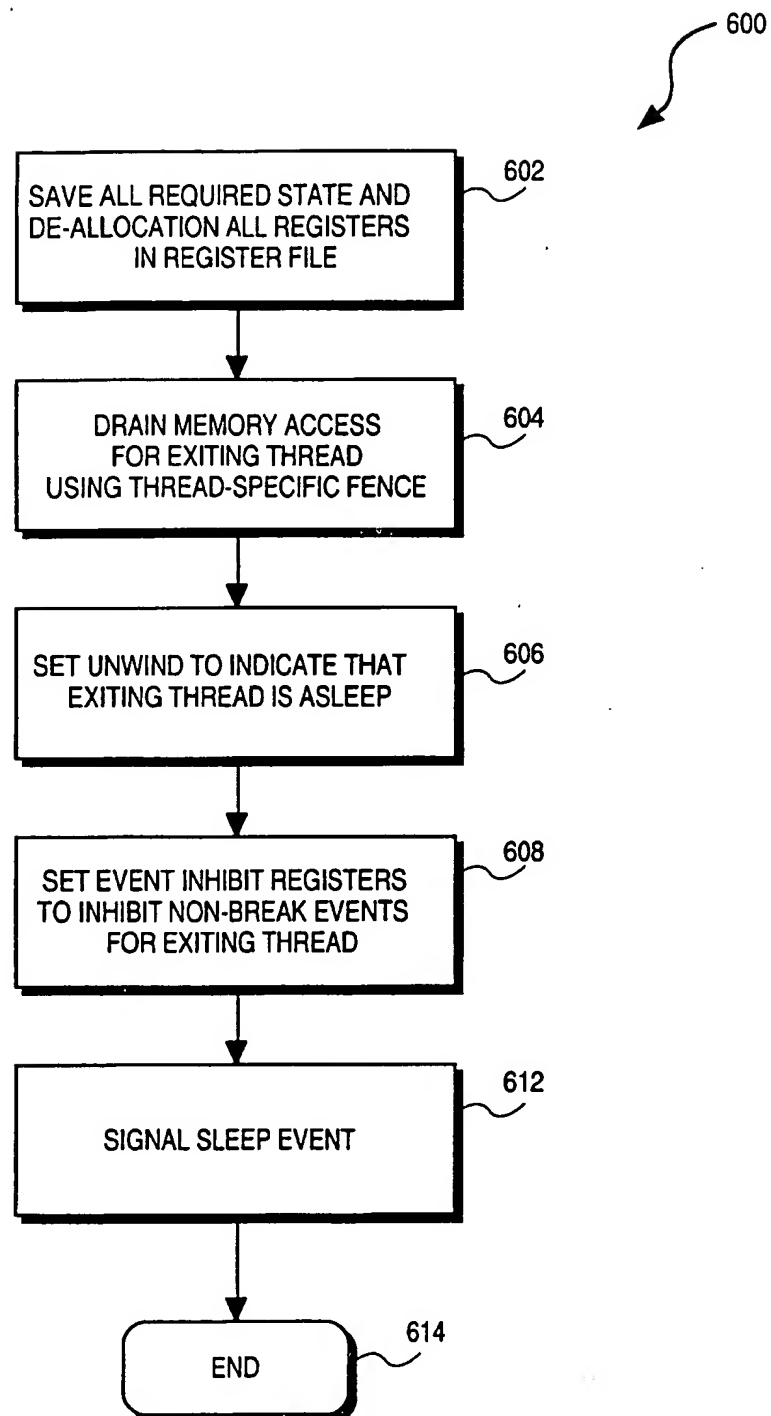 600
SAVE ALL REQUIRED STATE AND
DE-ALLOCATION ALL REGISTERS
IN REGISTER FILE
602
DRAIN MEMORY ACCESS
FOR EXITING THREAD
USING THREAD-SPECIFIC FENCE
604
SET UNWIND TO INDICATE THAT
EXITING THREAD IS ASLEEP
606
SET EVENT INHIBIT REGISTERS
TO INHIBIT NON-BREAK EVENTS
FOR EXITING THREAD
608
SIGNAL SLEEP EVENT
612
END
614